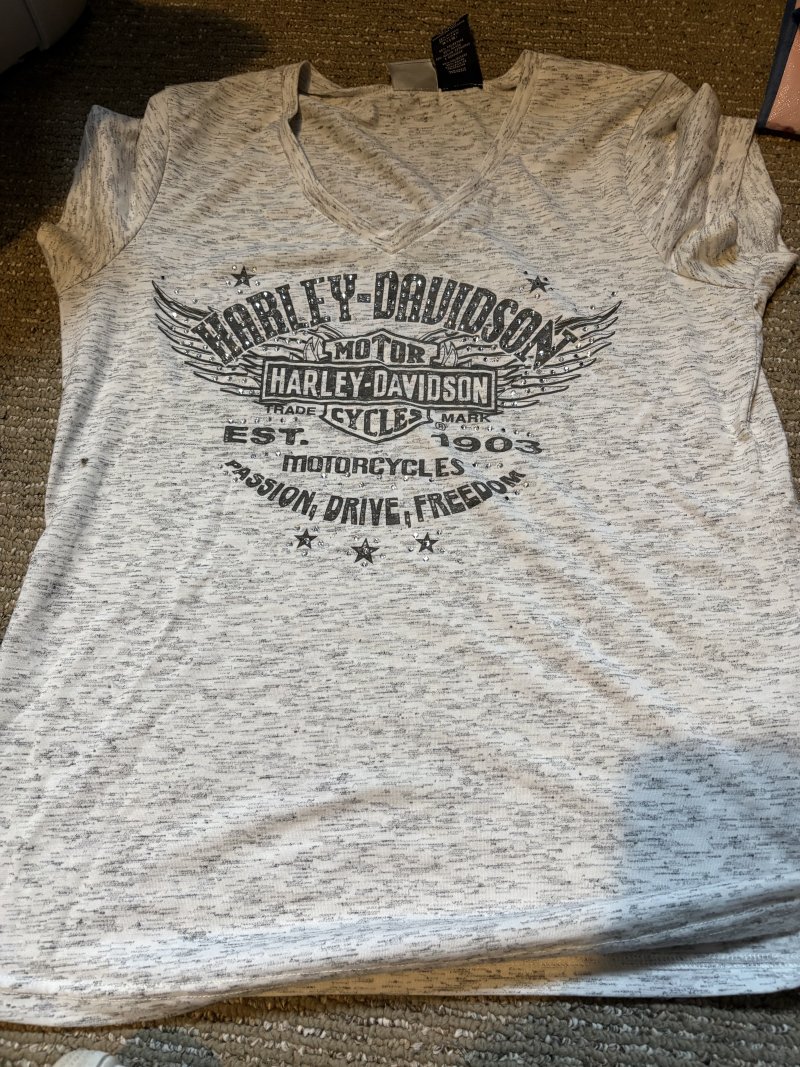 HARLEY-DAVIDSON
MOTOR
HARLEY-DAVIDSON
TRADE CYCLES MARK ®
EST. 1903
MOTORCYCLES
PASSION, DRIVE, FREEDOM